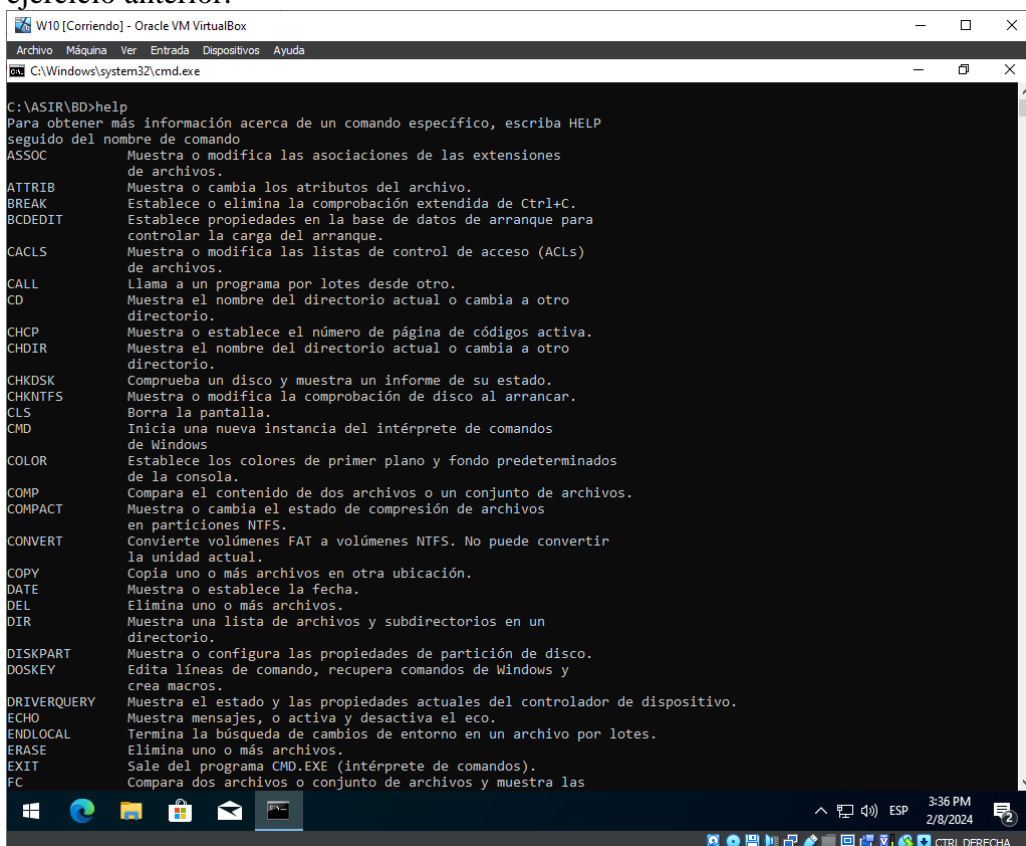 ejercicio anterior.
W10 [Corriendo] - Oracle VM VirtualBox
Archivo Máquina Ver Entrada Dispositivos Ayuda
C:\Windows\system32\cmd.exe
C:\ASIR\BD>help
Para obtener más información acerca de un comando específico, escriba HELP
seguido del nombre de comando
ASSOC Muestra o modifica las asociaciones de las extensiones
de archivos.
ATTRIB Muestra o cambia los atributos del archivo.
BREAK Establece o elimina la comprobación extendida de Ctrl+C.
BCDEDIT Establece propiedades en la base de datos de arranque para
controlar la carga del arranque.
CACLS Muestra o modifica las listas de control de acceso (ACLs)
de archivos.
CALL Llama a un programa por lotes desde otro.
CD Muestra el nombre del directorio actual o cambia a otro
directorio.
CHCP Muestra o establece el número de página de códigos activa.
CHDIR Muestra el nombre del directorio actual o cambia a otro
directorio.
CHKDSK Comprueba un disco y muestra un informe de su estado.
CHKNTFS Muestra o modifica la comprobación de disco al arrancar.
CLS Borra la pantalla.
CMD Inicia una nueva instancia del intérprete de comandos
de Windows
COLOR Establece los colores de primer plano y fondo predeterminados
de la consola.
COMP Compara el contenido de dos archivos o un conjunto de archivos.
COMPACT Muestra o cambia el estado de compresión de archivos
en particiones NTFS.
CONVERT Convierte volúmenes FAT a volúmenes NTFS. No puede convertir
la unidad actual.
COPY Copia uno o más archivos en otra ubicación.
DATE Muestra o establece la fecha.
DEL Elimina uno o más archivos.
DIR Muestra una lista de archivos y subdirectorios en un
directorio.
DISKPART Muestra o configura las propiedades de partición de disco.
DOSKEY Edita líneas de comando, recupera comandos de Windows y
crea macros.
DRIVERQUERY Muestra el estado y las propiedades actuales del controlador de dispositivo.
ECHO Muestra mensajes, o activa y desactiva el eco.
ENDLOCAL Termina la búsqueda de cambios de entorno en un archivo por lotes.
ERASE Elimina uno o más archivos.
EXIT Sale del programa CMD.EXE (intérprete de comandos).
FC Compara dos archivos o conjunto de archivos y muestra las
ESP
3:36 PM
2/8/2024
2
CTRL DERECHA